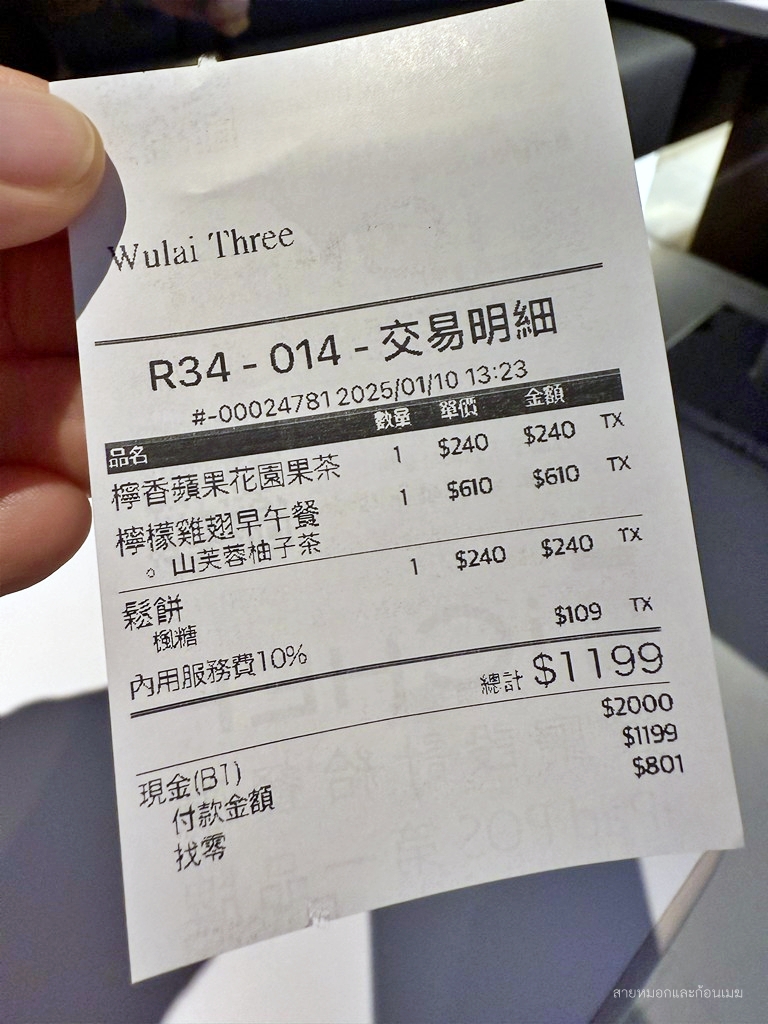 Wulai Three
R34 - 014 - 交易明細
#-00024781 2025/01/10 13:23
品名 數量 單價 金額
檸香蘋果花園果茶 1 $240 $240 TX
檸檬雞翅早午餐 1 $610 $610 TX
。山芙蓉柚子茶
鬆餅 1 $240 $240 TX
楓糖
內用服務費10% $109 TX
總計 $1199
現金(B1) $2000
付款金額 $1199
找零 $801
สายหมอกและก้อนเมฆ